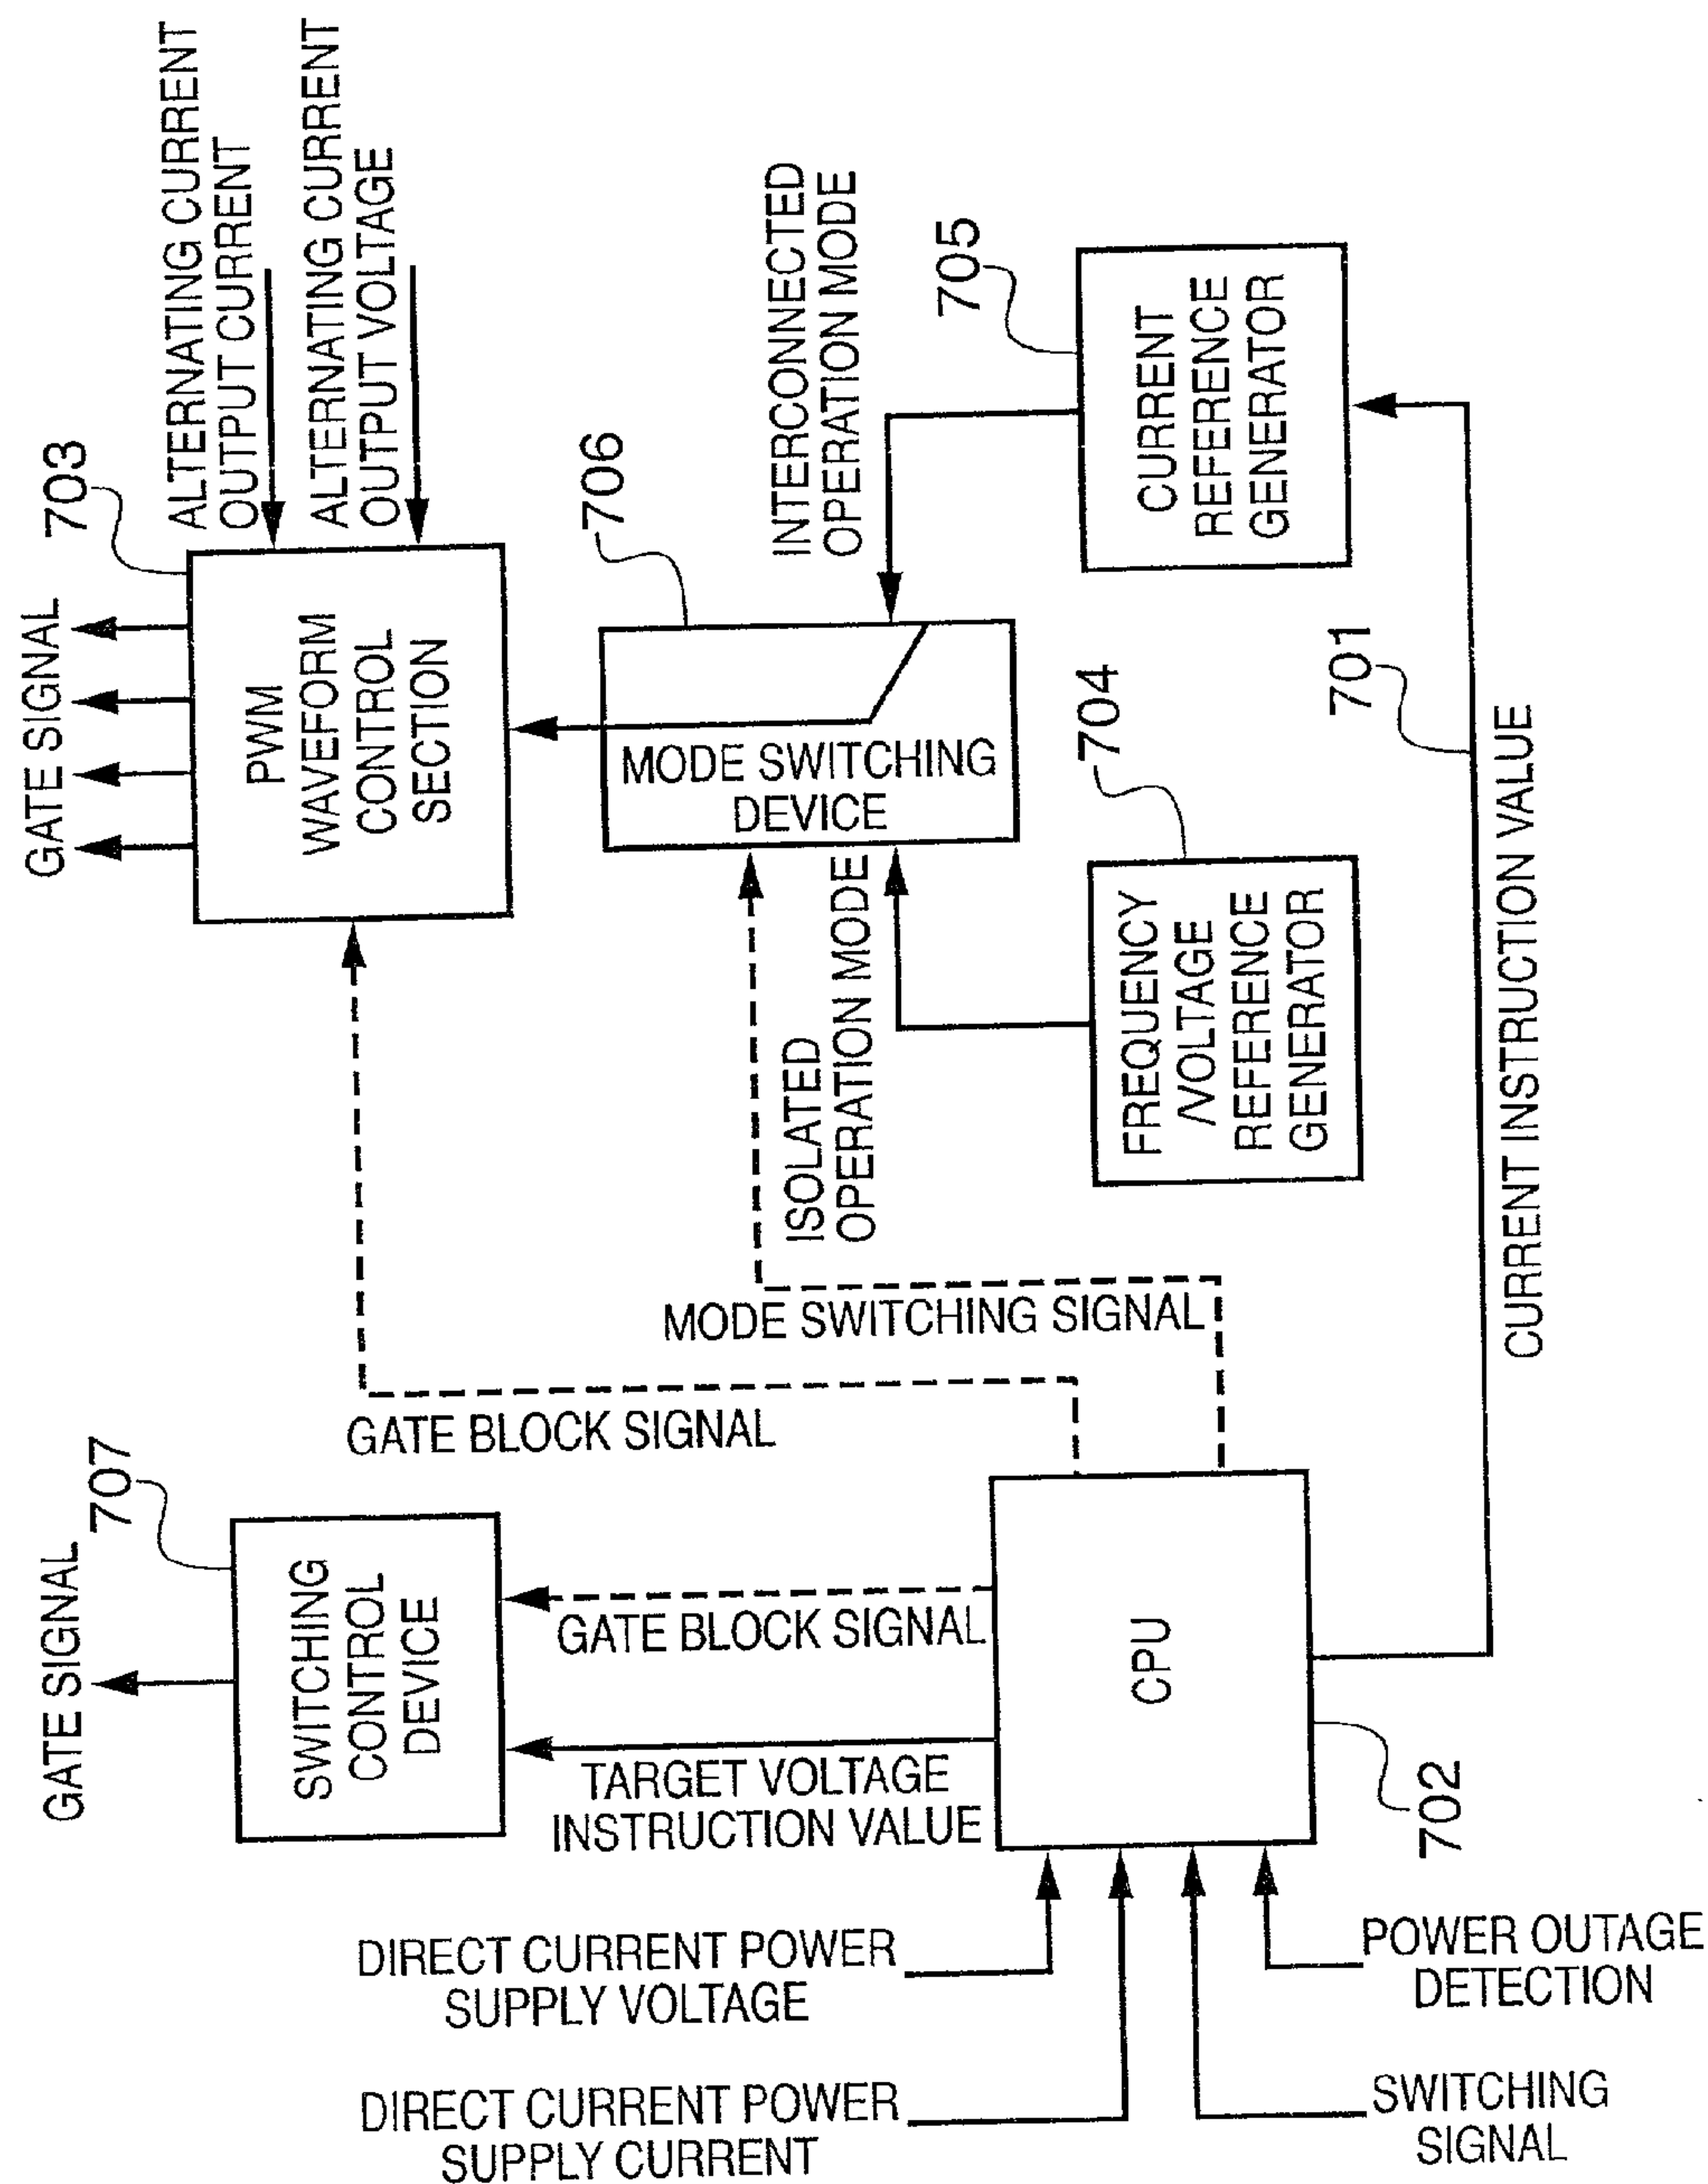 GATE SIGNAL
703
ALTERNATING CURRENT
OUTPUT CURRENT
ALTERNATING CURRENT
OUTPUT VOLTAGE
PWM
WAVEFORM
CONTROL
SECTION
706
MODE SWITCHING
DEVICE
INTERCONNECTED
OPERATION MODE
705
CURRENT
REFERENCE
GENERATOR
ISOLATED
OPERATION MODE
704
FREQUENCY
/VOLTAGE
REFERENCE
GENERATOR
701
CURRENT INSTRUCTION VALUE
MODE SWITCHING SIGNAL
GATE BLOCK SIGNAL
GATE SIGNAL
707
SWITCHING
CONTROL
DEVICE
GATE BLOCK SIGNAL
TARGET VOLTAGE
INSTRUCTION VALUE
CPU
702
DIRECT CURRENT POWER
SUPPLY VOLTAGE
DIRECT CURRENT POWER
SUPPLY CURRENT
POWER OUTAGE
DETECTION
SWITCHING
SIGNAL